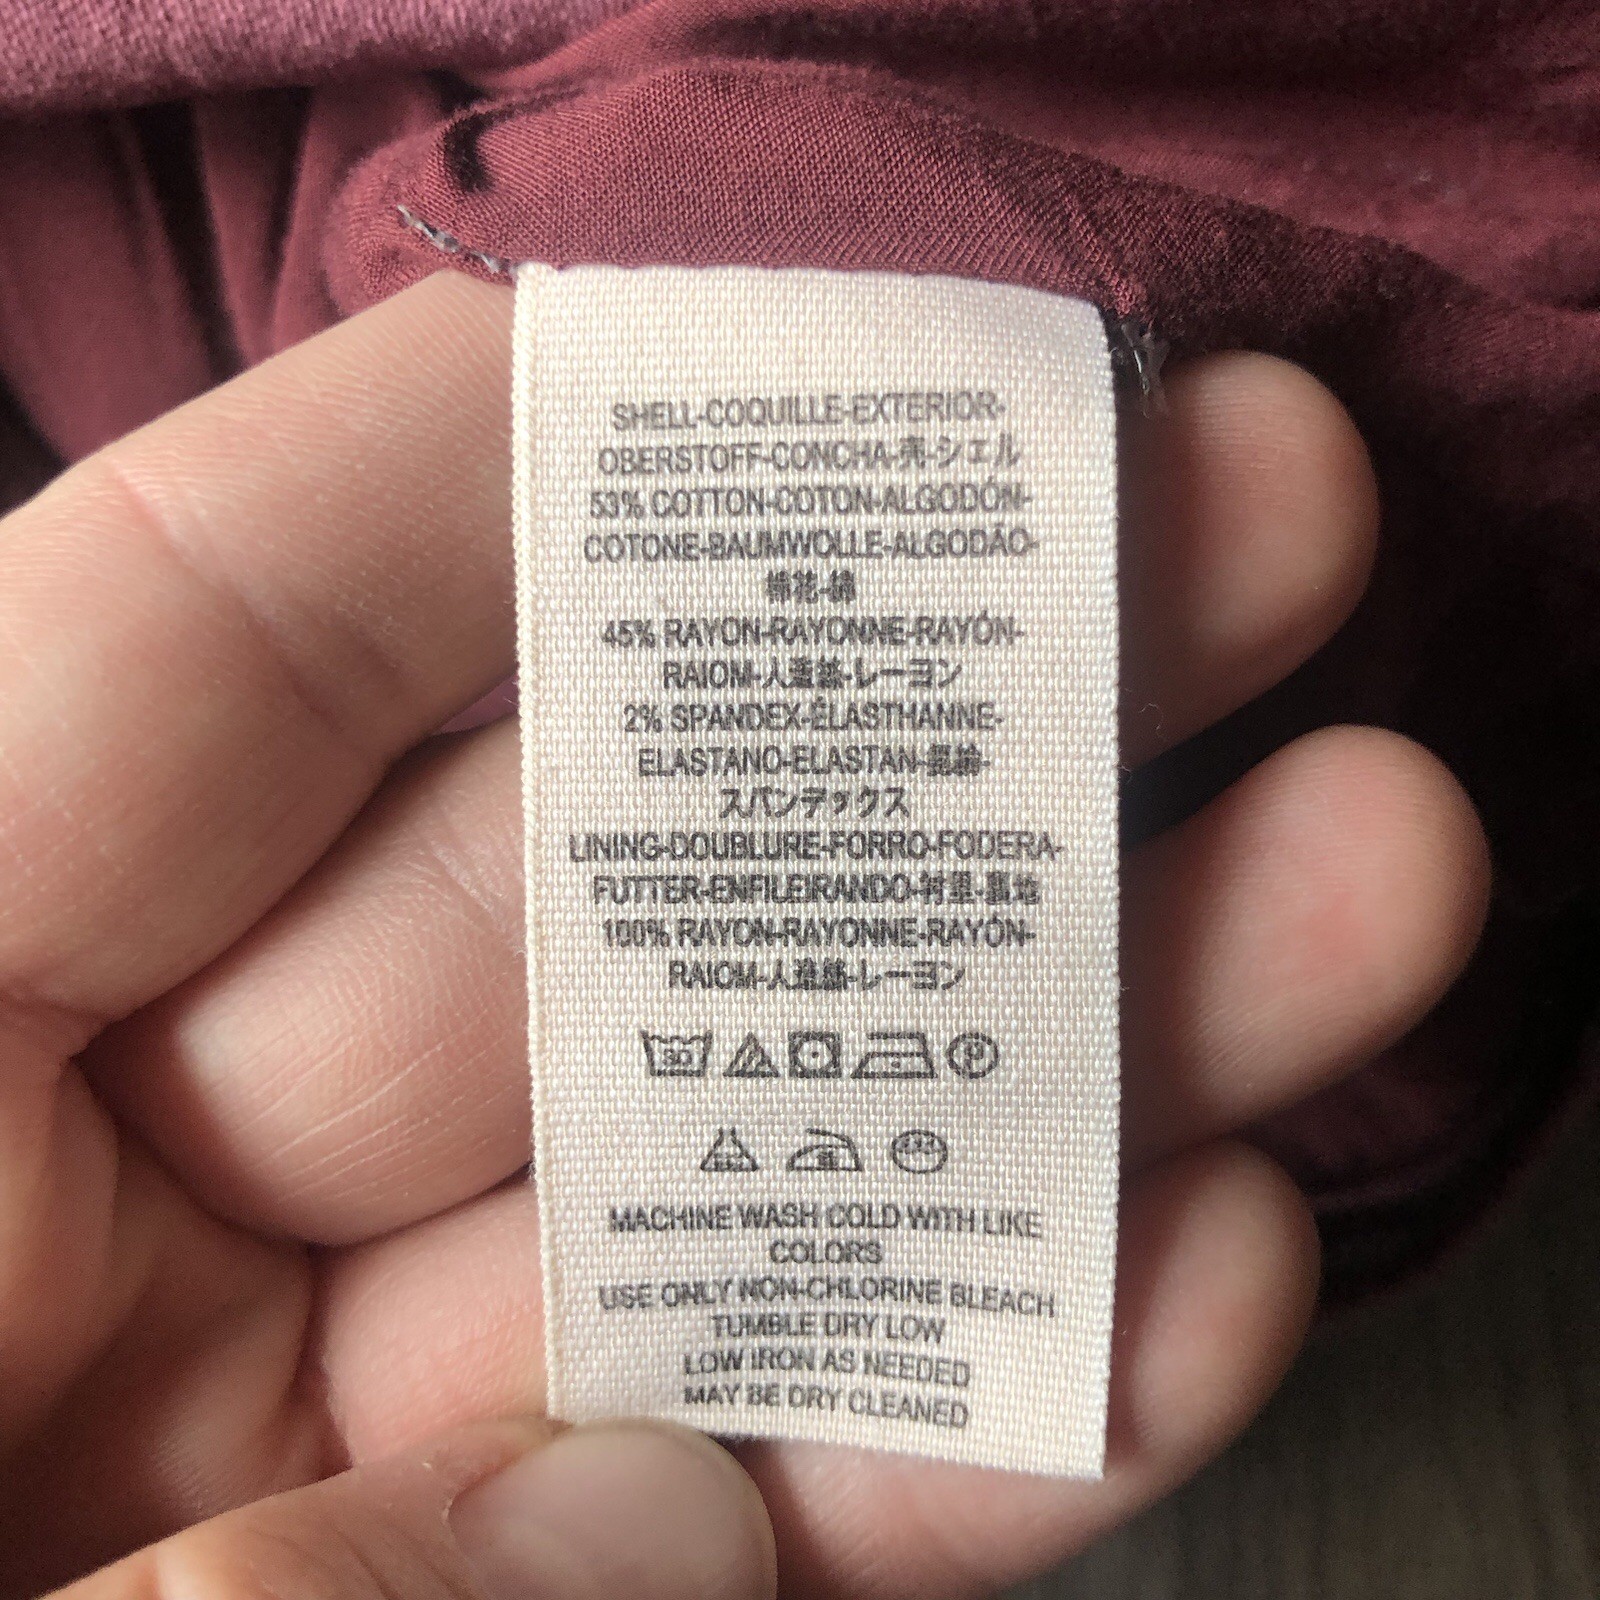 SHELL-COQUILLE-EXTERIOR-
OBERSTOFF-CONCHA-壳-シェル
53% COTTON-COTON-ALGODÓN-
COTONE-BAUMWOLLE-ALGODÃO-
棉花-綿
45% RAYON-RAYONNE-RAYÓN-
RAIOM-人造絲-レーヨン
2% SPANDEX-ÉLASTHANNE-
ELASTANO-ELASTAN-氨綸-
スパンデックス
LINING-DOUBLURE-FORRO-FODERA-
FUTTER-ENFILEIRANDO-衬里-裏地
100% RAYON-RAYONNE-RAYÓN-
RAIOM-人造絲-レーヨン
30 P
MACHINE WASH COLD WITH LIKE
COLORS
USE ONLY NON-CHLORINE BLEACH
TUMBLE DRY LOW
LOW IRON AS NEEDED
MAY BE DRY CLEANED